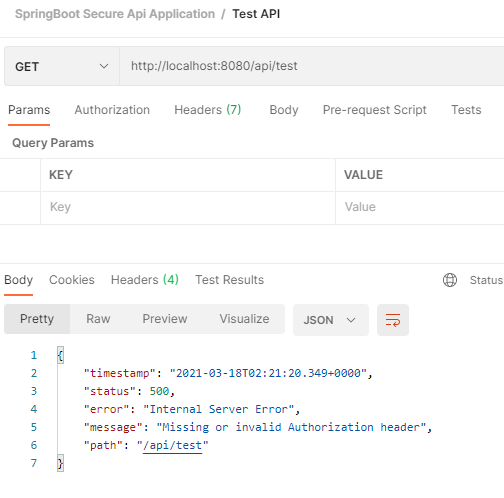 SpringBoot Secure Api Application / Test API
GET http://localhost:8080/api/test
Params Authorization Headers (7) Body Pre-request Script Tests
Query Params
KEY VALUE
Key Value
Body Cookies Headers (4) Test Results Status
Pretty Raw Preview Visualize JSON
1 {
2 "timestamp": "2021-03-18T02:21:20.349+0000",
3 "status": 500,
4 "error": "Internal Server Error",
5 "message": "Missing or invalid Authorization header",
6 "path": "/api/test"
7 }